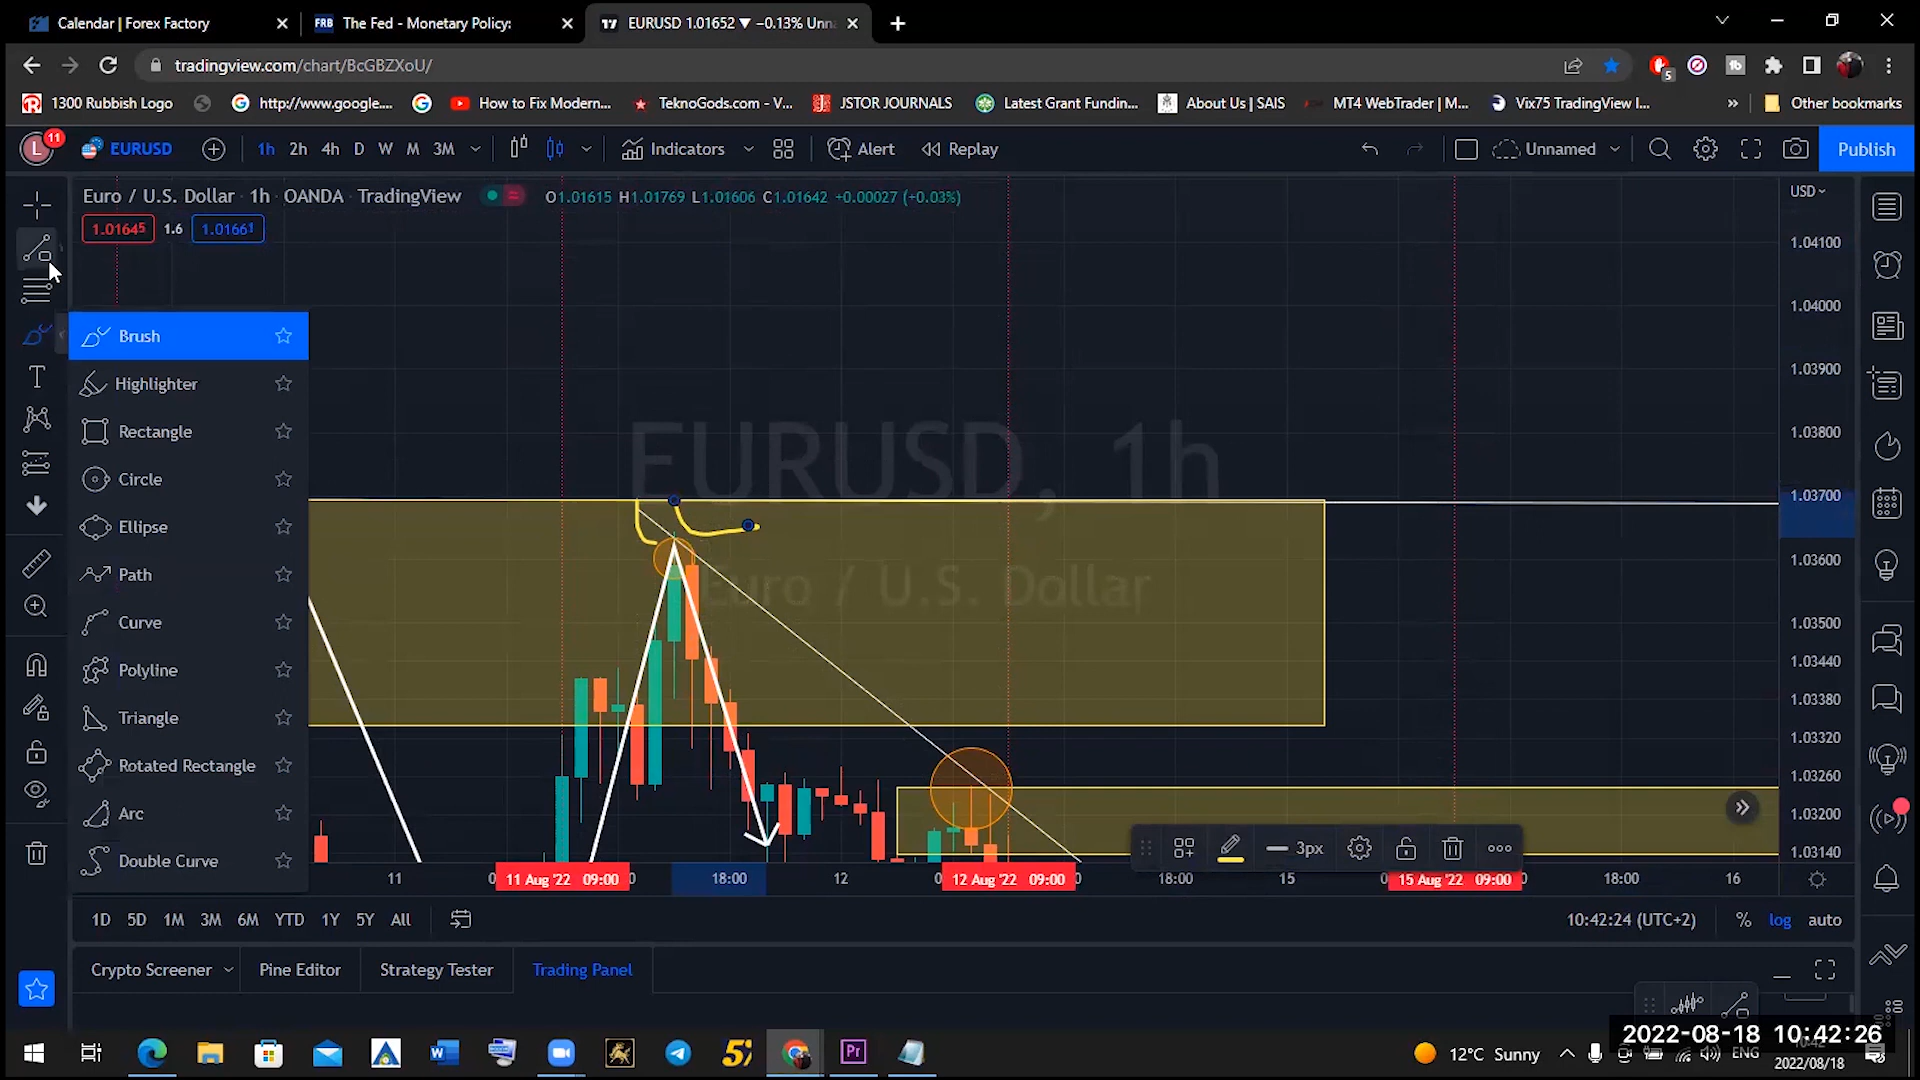 Calendar | Forex Factory
FRB The Fed - Monetary Policy:
EURUSD 1.01652 ▼ −0.13% Unn
tradingview.com/chart/BcGBZXoU/
5
1300 Rubbish Logo
http://www.google....
How to Fix Modern...
TeknoGods.com - V...
JSTOR JOURNALS
Latest Grant Fundin...
About Us | SAIS
MT4 WebTrader | M...
Vix75 TradingView I...
» Other bookmarks
L 11 EURUSD 1h 2h 4h D W M 3M Indicators Alert Replay Unnamed Publish
Euro / U.S. Dollar · 1h · OANDA · TradingView O1.01615 H1.01769 L1.01606 C1.01642 +0.00027 (+0.03%)
1.01645 1.6 1.01661
USD
Brush
Highlighter
Rectangle
Circle
Ellipse
Path
Curve
Polyline
Triangle
Rotated Rectangle
Arc
Double Curve
EURUSD, 1h
Euro / U.S. Dollar
1.04100
1.04000
1.03900
1.03800
1.03700
1.03600
1.03500
1.03440
1.03380
1.03320
1.03260
1.03200
1.03140
3px
11 11 Aug '22 09:00 18:00 12 12 Aug '22 09:00 18:00 15 15 Aug '22 09:00 18:00 16
1D 5D 1M 3M 6M YTD 1Y 5Y All 10:42:24 (UTC+2) % log auto
Crypto Screener Pine Editor Strategy Tester Trading Panel
2022-08-18 10:42:26
12°C Sunny ENG
2022/08/18